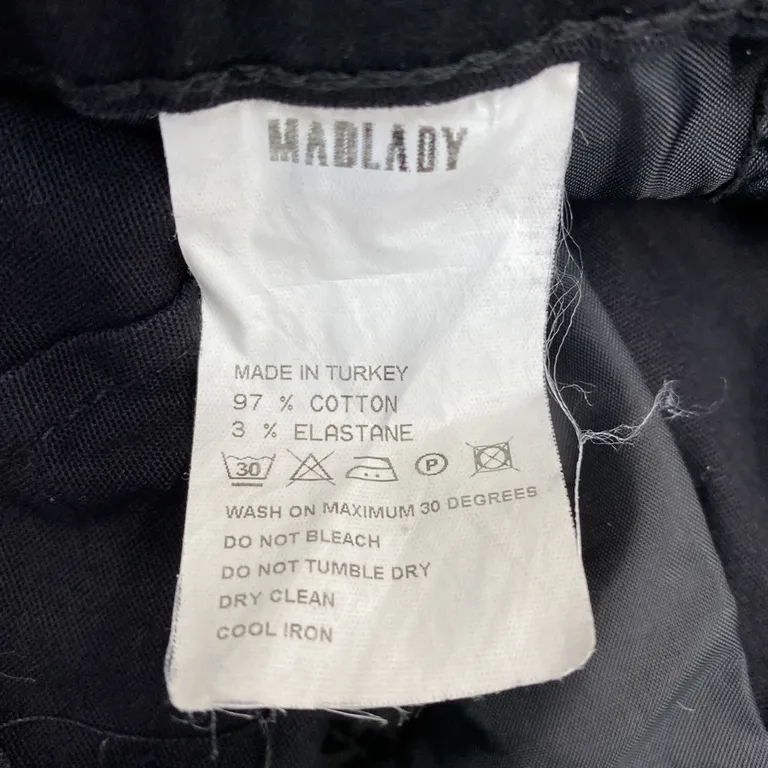 MADLADY
MADE IN TURKEY
97 % COTTON
3 % ELASTANE
30 P
WASH ON MAXIMUM 30 DEGREES
DO NOT BLEACH
DO NOT TUMBLE DRY
DRY CLEAN
COOL IRON